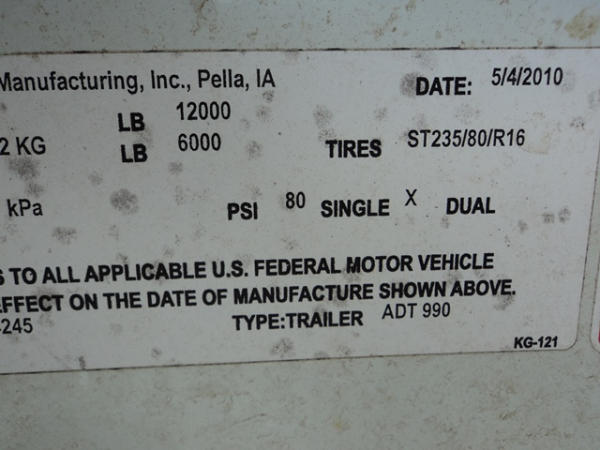 Manufacturing, Inc., Pella, IA DATE: 5/4/2010
LB 12000
2 KG LB 6000 TIRES ST235/80/R16
kPa PSI 80 SINGLE X DUAL
S TO ALL APPLICABLE U.S. FEDERAL MOTOR VEHICLE
EFFECT ON THE DATE OF MANUFACTURE SHOWN ABOVE.
245 TYPE:TRAILER ADT 990
KG-121